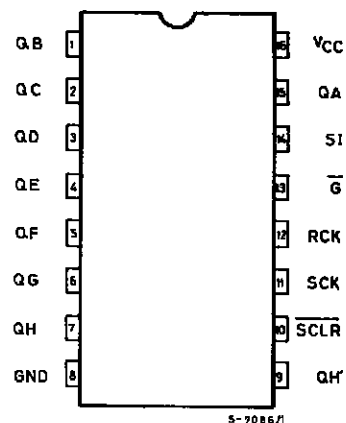 QB 1 16 VCC
QC 2 15 QA
QD 3 14 SI
QE 4 13 G
QF 5 12 RCK
QG 6 11 SCK
QH 7 10 SCLR
GND 8 9 QH'
S-7086/1